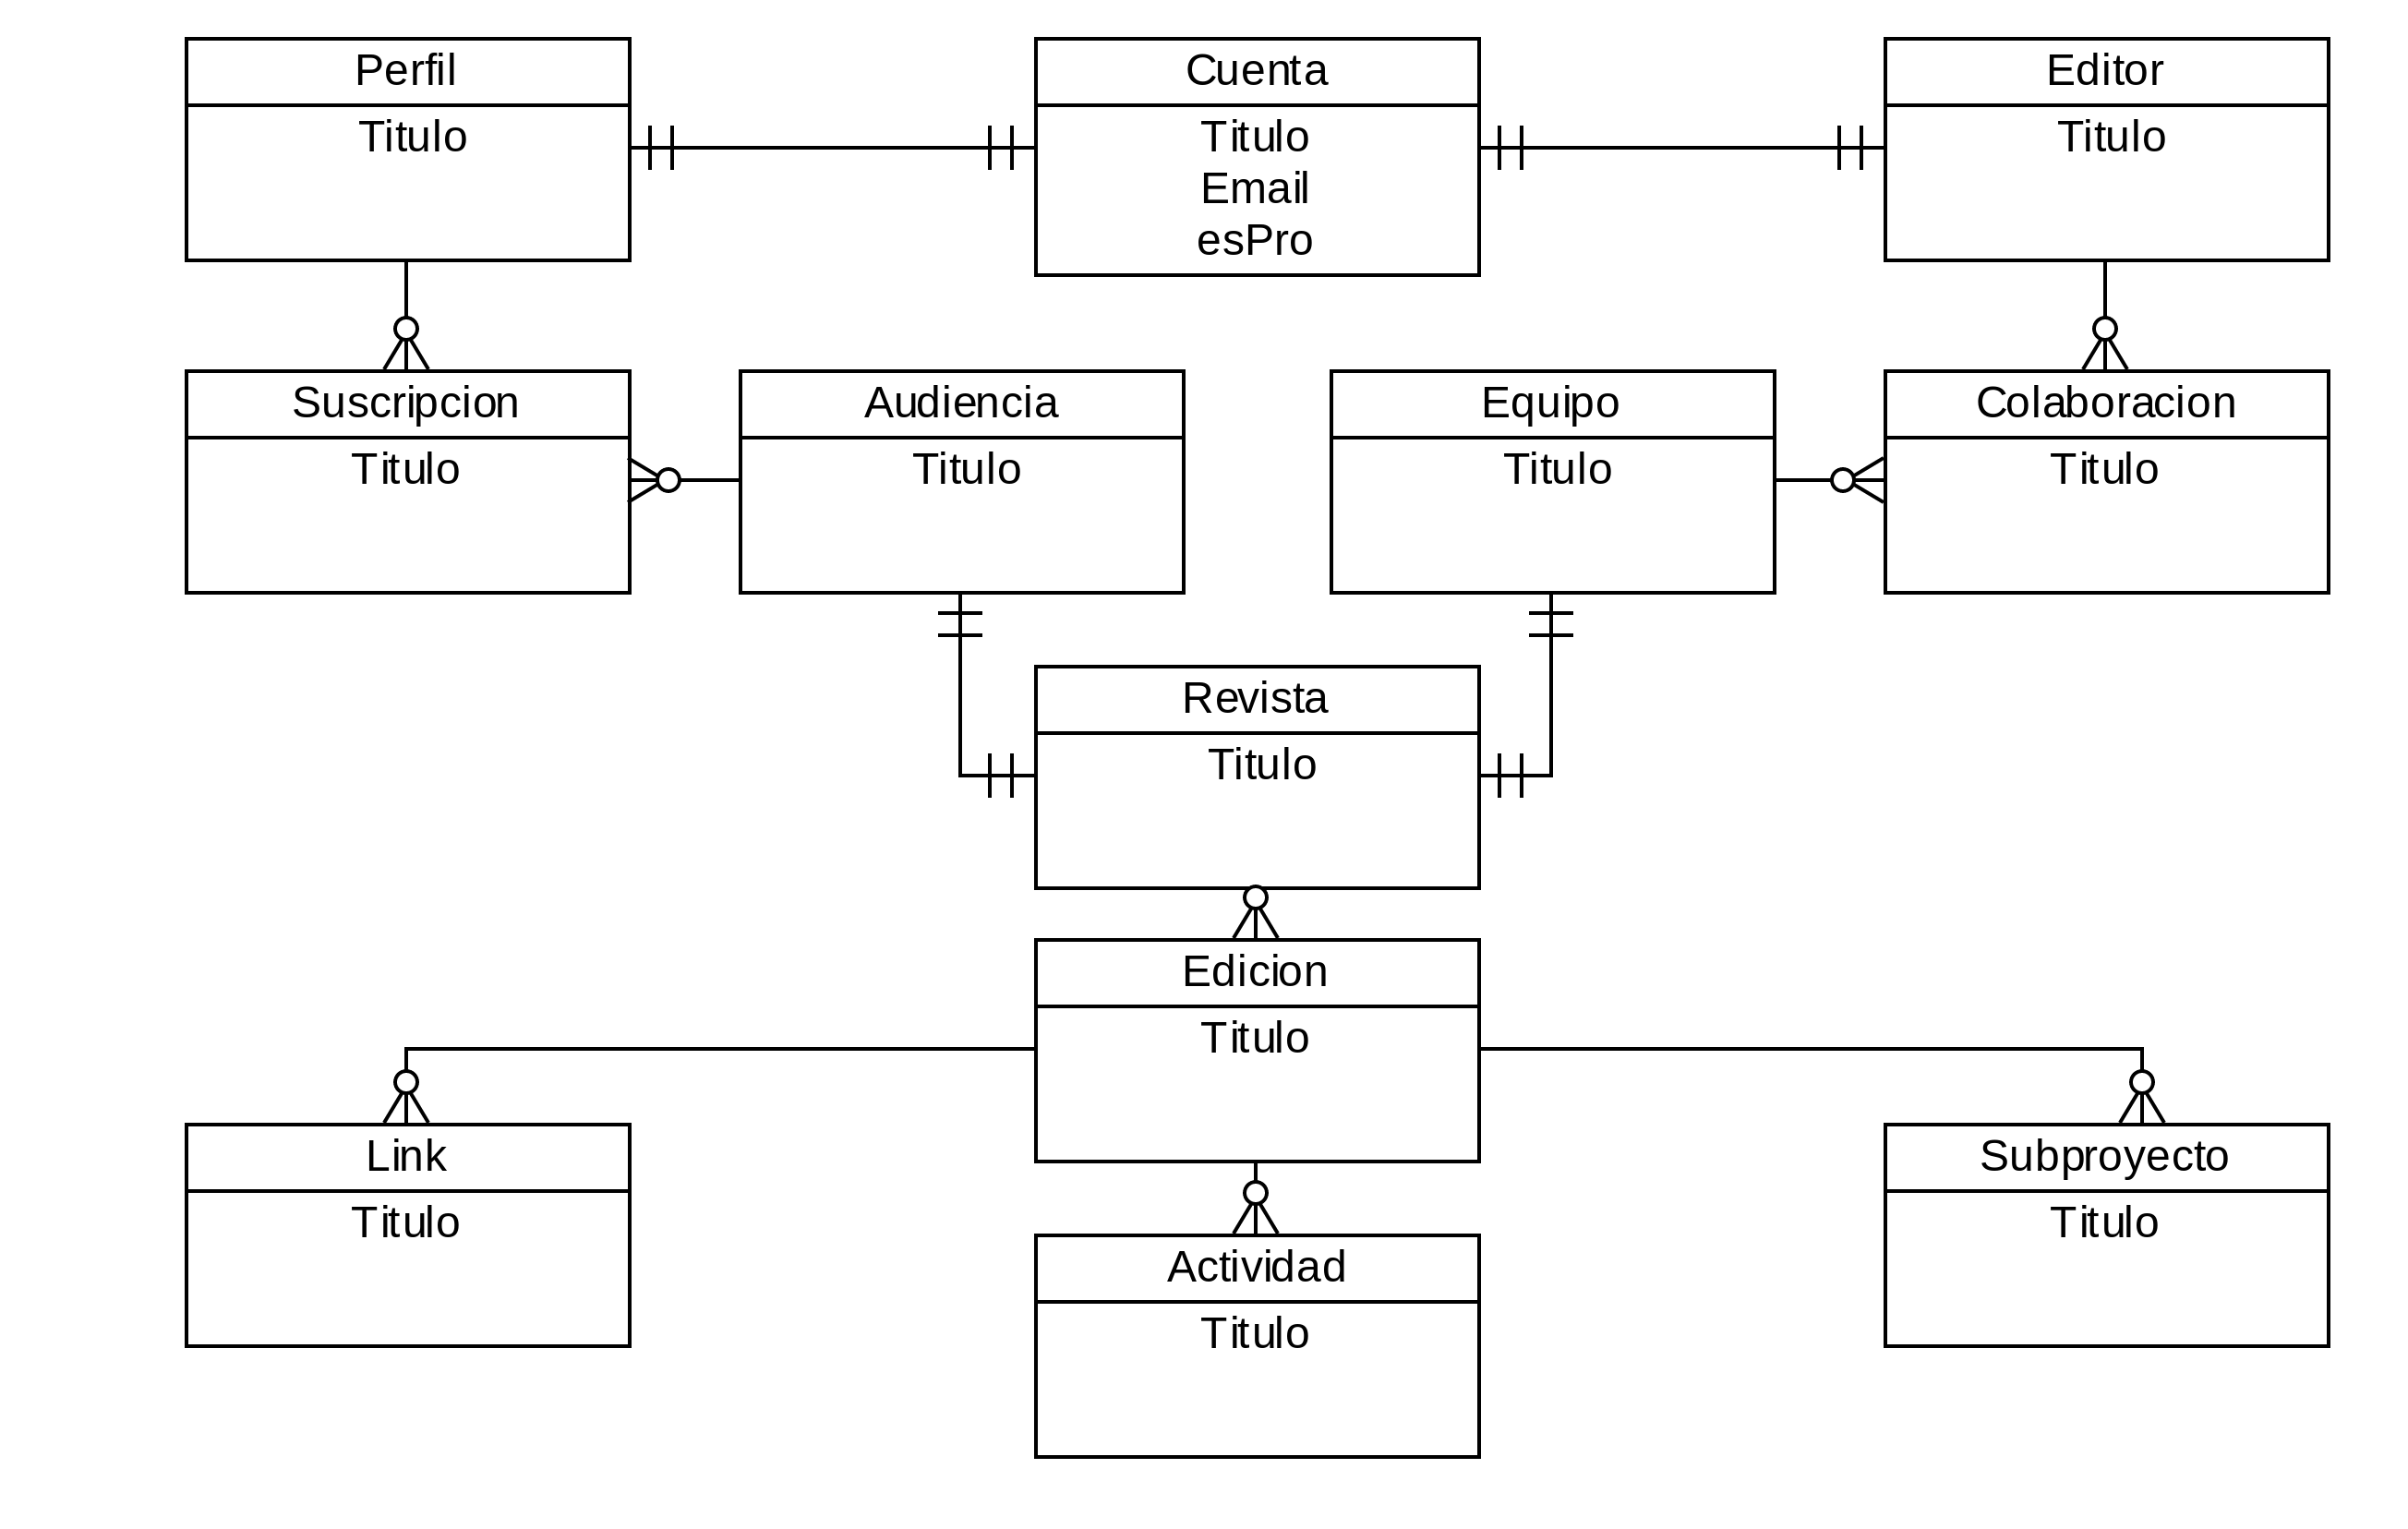 Perfil
Titulo
Cuenta
Titulo
Email
esPro
Editor
Titulo
Suscripcion
Titulo
Audiencia
Titulo
Equipo
Titulo
Colaboracion
Titulo
Revista
Titulo
Edicion
Titulo
Link
Titulo
Actividad
Titulo
Subproyecto
Titulo